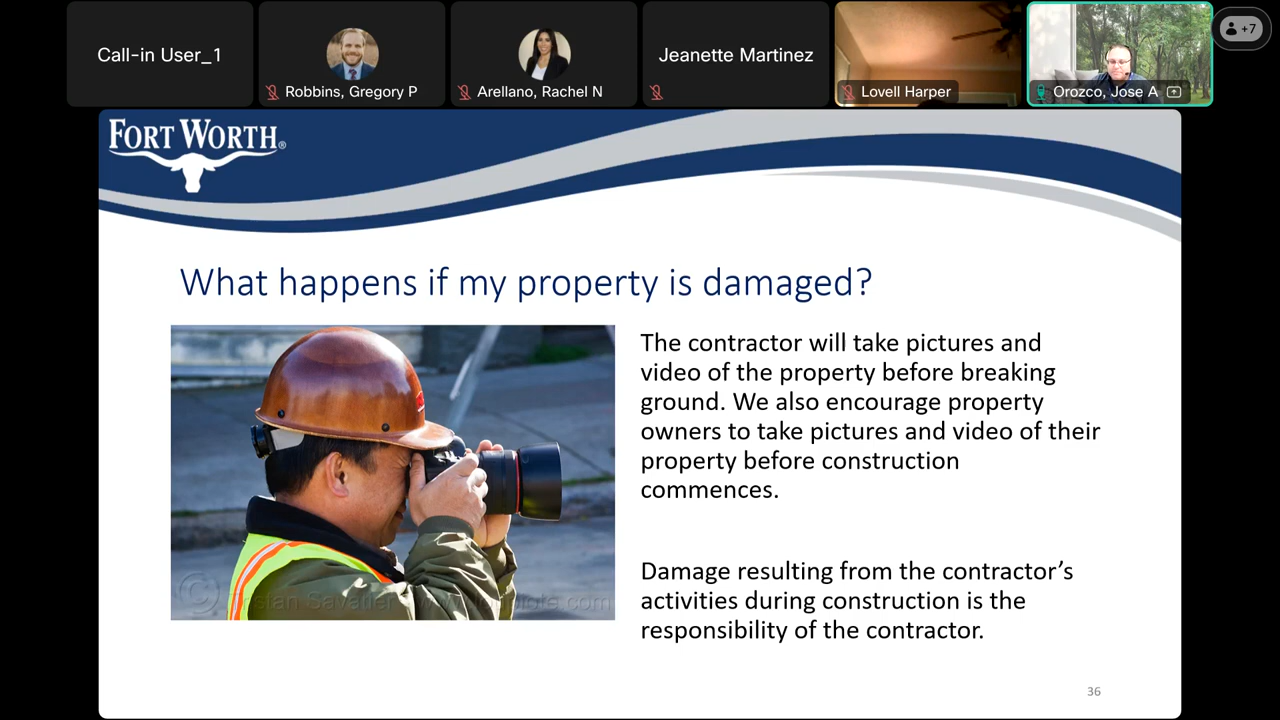 Call-in User_1
Robbins, Gregory P
Arellano, Rachel N
Jeanette Martinez
Lovell Harper
Orozco, Jose A
+7
FORT WORTH®
What happens if my property is damaged?
The contractor will take pictures and
video of the property before breaking
ground. We also encourage property
owners to take pictures and video of their
property before construction
commences.
Damage resulting from the contractor's
activities during construction is the
responsibility of the contractor.
36